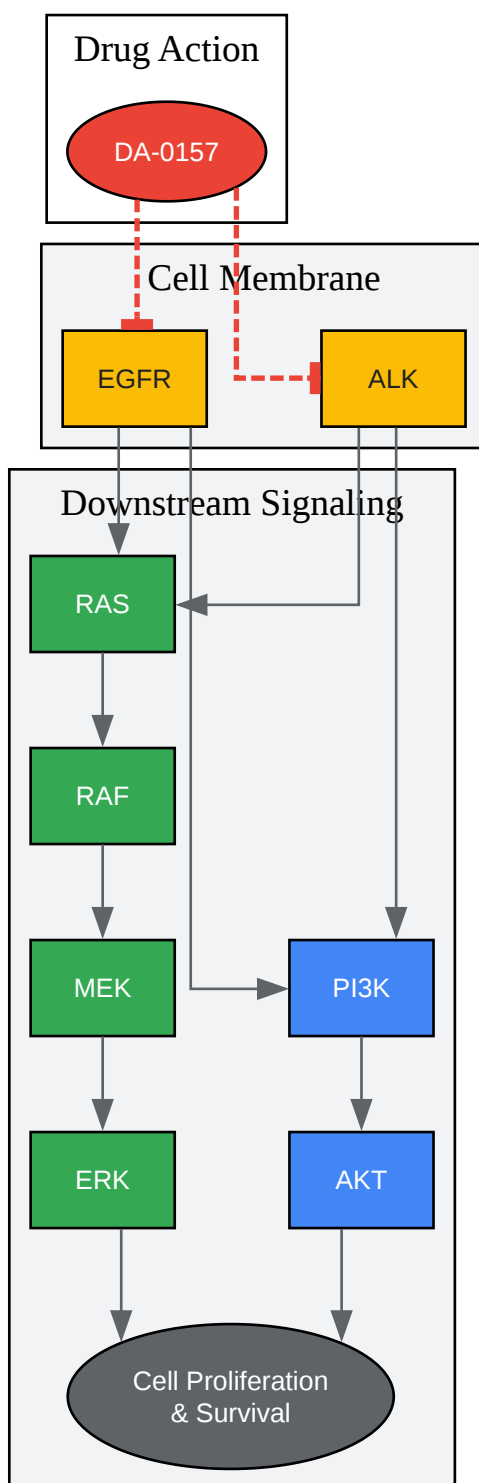 Drug Action
DA-0157
Cell Membrane
EGFR
ALK
Downstream Signaling
RAS
RAF
MEK
PI3K
ERK
AKT
Cell Proliferation
& Survival